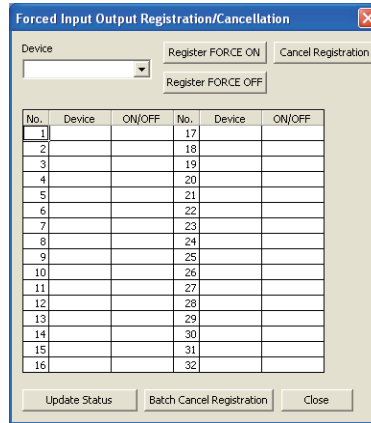 Forced Input Output Registration/Cancellation
Device
Register FORCE ON Cancel Registration
Register FORCE OFF
No. Device ON/OFF No. Device ON/OFF
1 17
2 18
3 19
4 20
5 21
6 22
7 23
8 24
9 25
10 26
11 27
12 28
13 29
14 30
15 31
16 32
Update Status Batch Cancel Registration Close